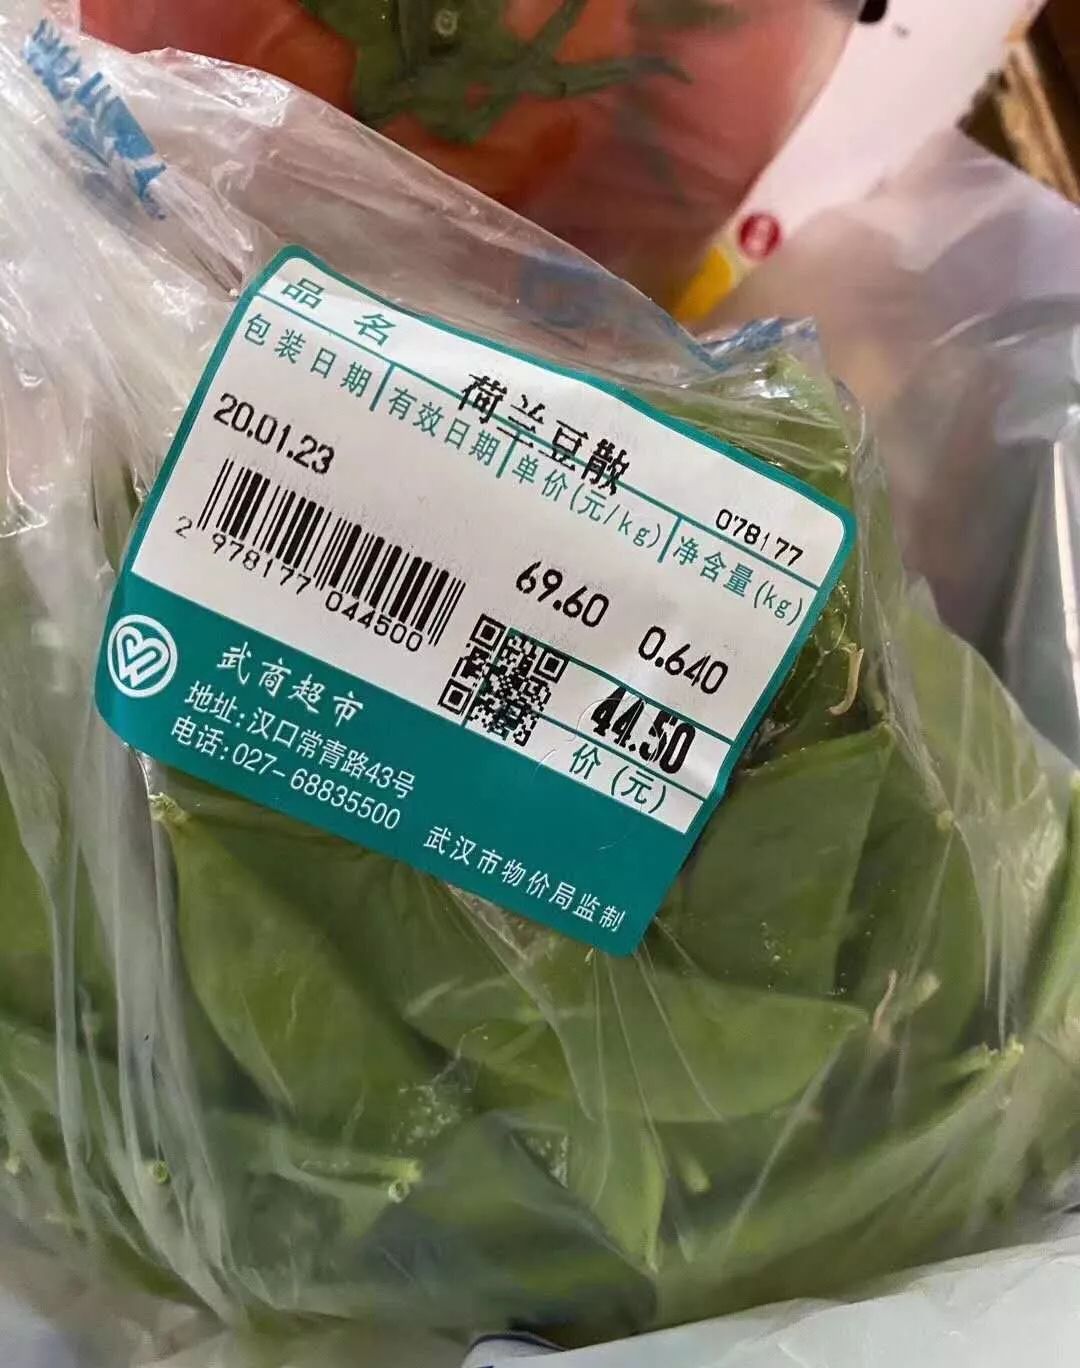 品 名
荷兰豆散
078177
包装日期 有效日期 单价(元/kg) 净含量(kg)
20.01.23
69.60
0.640
2 978177 044500
44.50
价(元)
武商超市
地址:汉口常青路43号
电话:027-68835500
武汉市物价局监制